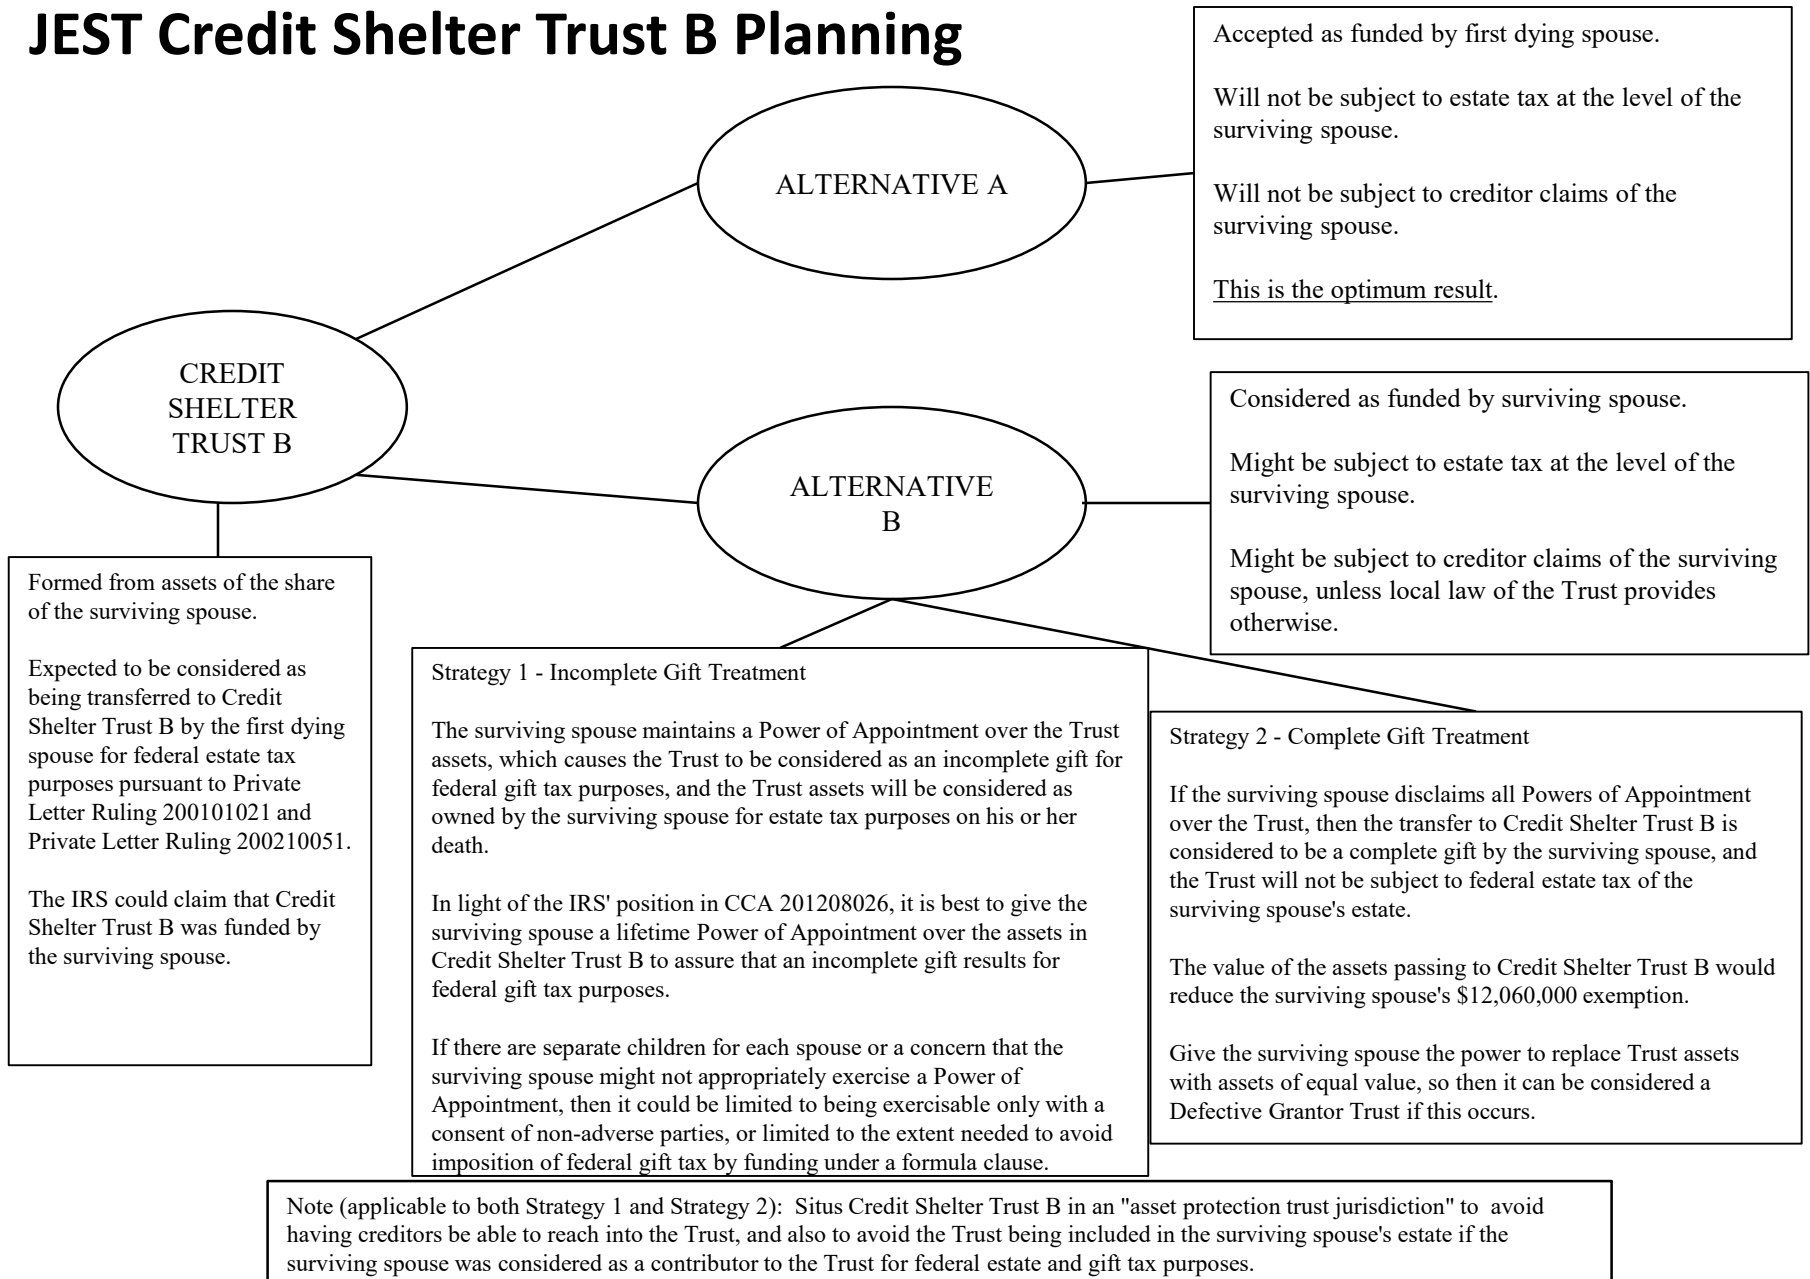 JEST Credit Shelter Trust B Planning
Accepted as funded by first dying spouse.
Will not be subject to estate tax at the level of the
surviving spouse.
Will not be subject to creditor claims of the
surviving spouse.
This is the optimum result.
ALTERNATIVE A
CREDIT
SHELTER
TRUST B
ALTERNATIVE
B
Considered as funded by surviving spouse.
Might be subject to estate tax at the level of the
surviving spouse.
Might be subject to creditor claims of the surviving
spouse, unless local law of the Trust provides
otherwise.
Formed from assets of the share
of the surviving spouse.
Expected to be considered as
being transferred to Credit
Shelter Trust B by the first dying
spouse for federal estate tax
purposes pursuant to Private
Letter Ruling 200101021 and
Private Letter Ruling 200210051.
The IRS could claim that Credit
Shelter Trust B was funded by
the surviving spouse.
Strategy 1 - Incomplete Gift Treatment
The surviving spouse maintains a Power of Appointment over the Trust
assets, which causes the Trust to be considered as an incomplete gift for
federal gift tax purposes, and the Trust assets will be considered as
owned by the surviving spouse for estate tax purposes on his or her
death.
In light of the IRS' position in CCA 201208026, it is best to give the
surviving spouse a lifetime Power of Appointment over the assets in
Credit Shelter Trust B to assure that an incomplete gift results for
federal gift tax purposes.
If there are separate children for each spouse or a concern that the
surviving spouse might not appropriately exercise a Power of
Appointment, then it could be limited to being exercisable only with a
consent of non-adverse parties, or limited to the extent needed to avoid
imposition of federal gift tax by funding under a formula clause.
Strategy 2 - Complete Gift Treatment
If the surviving spouse disclaims all Powers of Appointment
over the Trust, then the transfer to Credit Shelter Trust B is
considered to be a complete gift by the surviving spouse, and
the Trust will not be subject to federal estate tax of the
surviving spouse's estate.
The value of the assets passing to Credit Shelter Trust B would
reduce the surviving spouse's $12,060,000 exemption.
Give the surviving spouse the power to replace Trust assets
with assets of equal value, so then it can be considered a
Defective Grantor Trust if this occurs.
Note (applicable to both Strategy 1 and Strategy 2): Situs Credit Shelter Trust B in an "asset protection trust jurisdiction" to avoid
having creditors be able to reach into the Trust, and also to avoid the Trust being included in the surviving spouse's estate if the
surviving spouse was considered as a contributor to the Trust for federal estate and gift tax purposes.